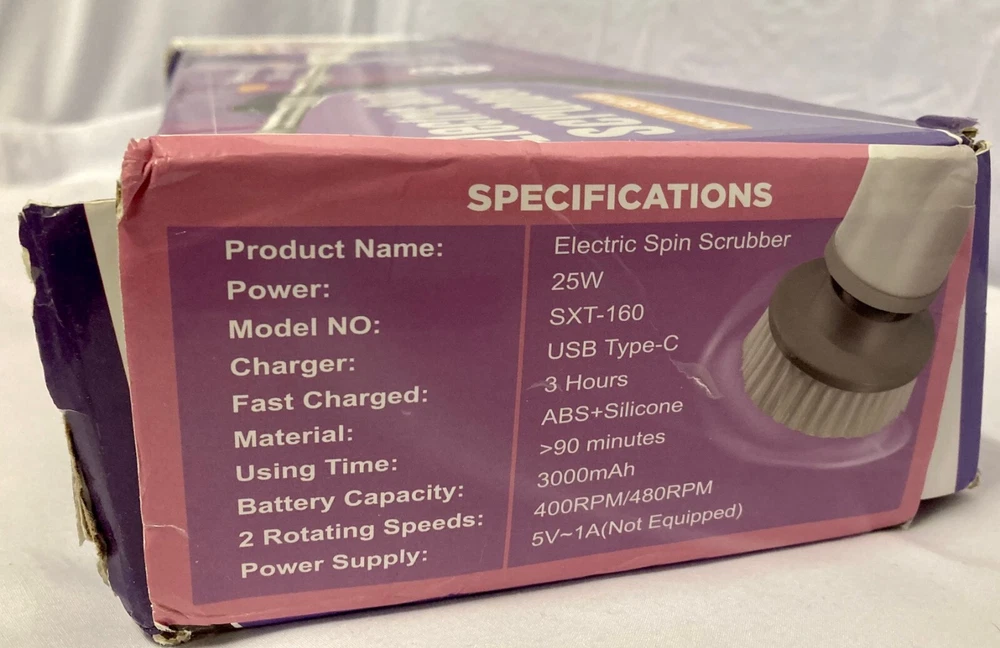 SPECIFICATIONS
Product Name: Electric Spin Scrubber
Power: 25W
Model NO: SXT-160
Charger: USB Type-C
Fast Charged: 3 Hours
Material: ABS+Silicone
Using Time: >90 minutes
Battery Capacity: 3000mAh
2 Rotating Speeds: 400RPM/480RPM
Power Supply: 5V~1A(Not Equipped)